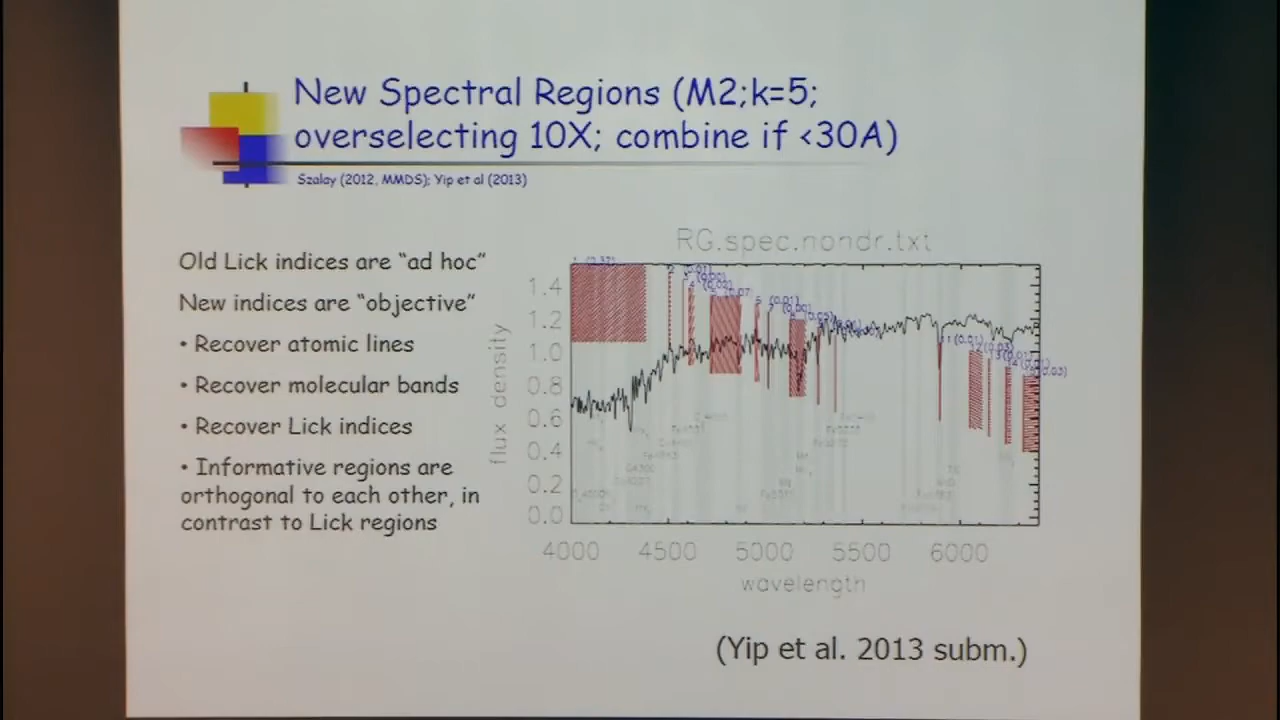 New Spectral Regions (M2;k=5;
overselecting 10X; combine if <30A)
Szalay (2012, MMDS); Yip et al (2013)
Old Lick indices are “ad hoc”
New indices are “objective”
• Recover atomic lines
• Recover molecular bands
• Recover Lick indices
• Informative regions are
orthogonal to each other, in
contrast to Lick regions
RG.spec.nondr.txt
flux density
1.4
1.2
1.0
0.8
0.6
0.4
0.2
0.0
4000 4500 5000 5500 6000
wavelength
(Yip et al. 2013 subm.)